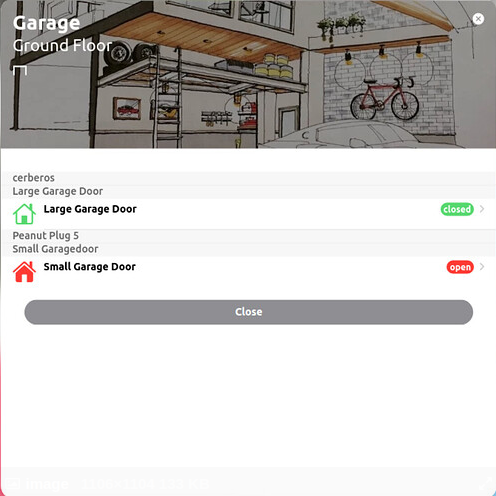 Garage
Ground Floor
cerberos
Large Garage Door
Large Garage Door
closed
Peanut Plug 5
Small Garagedoor
Small Garage Door
open
Close
Image